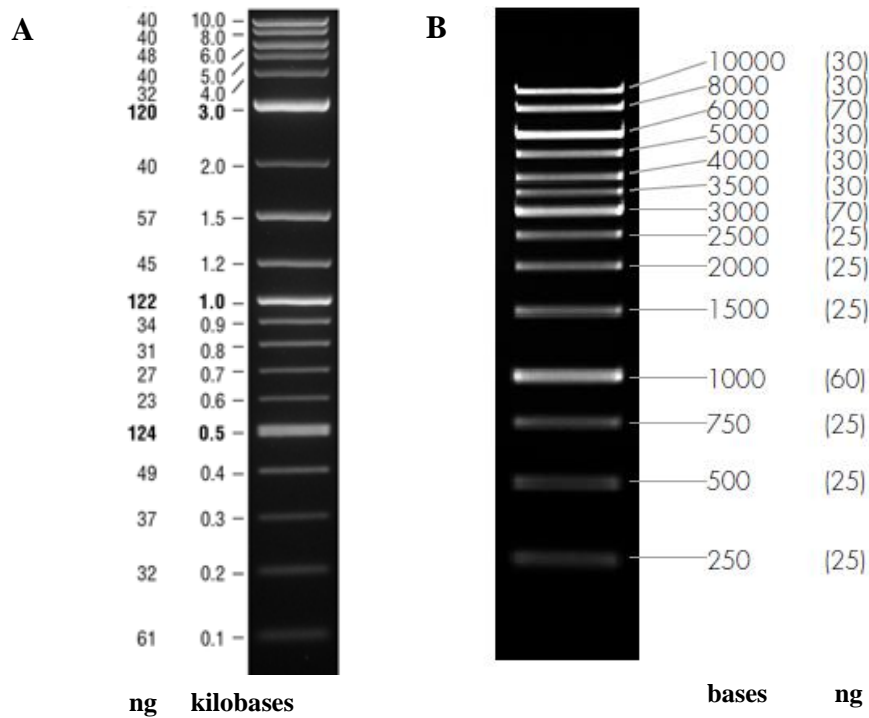 A
40 10.0 –
40 8.0 –
48 6.0
40 5.0
32 4.0
120 3.0 –
40 2.0 –
57 1.5 –
45 1.2 –
122 1.0 –
34 0.9 –
31 0.8 –
27 0.7 –
23 0.6 –
124 0.5 –
49 0.4 –
37 0.3 –
32 0.2 –
61 0.1 –
ng kilobases
B
10000 (30)
8000 (30)
6000 (70)
5000 (30)
4000 (30)
3500 (30)
3000 (70)
2500 (25)
2000 (25)
1500 (25)
1000 (60)
750 (25)
500 (25)
250 (25)
bases ng